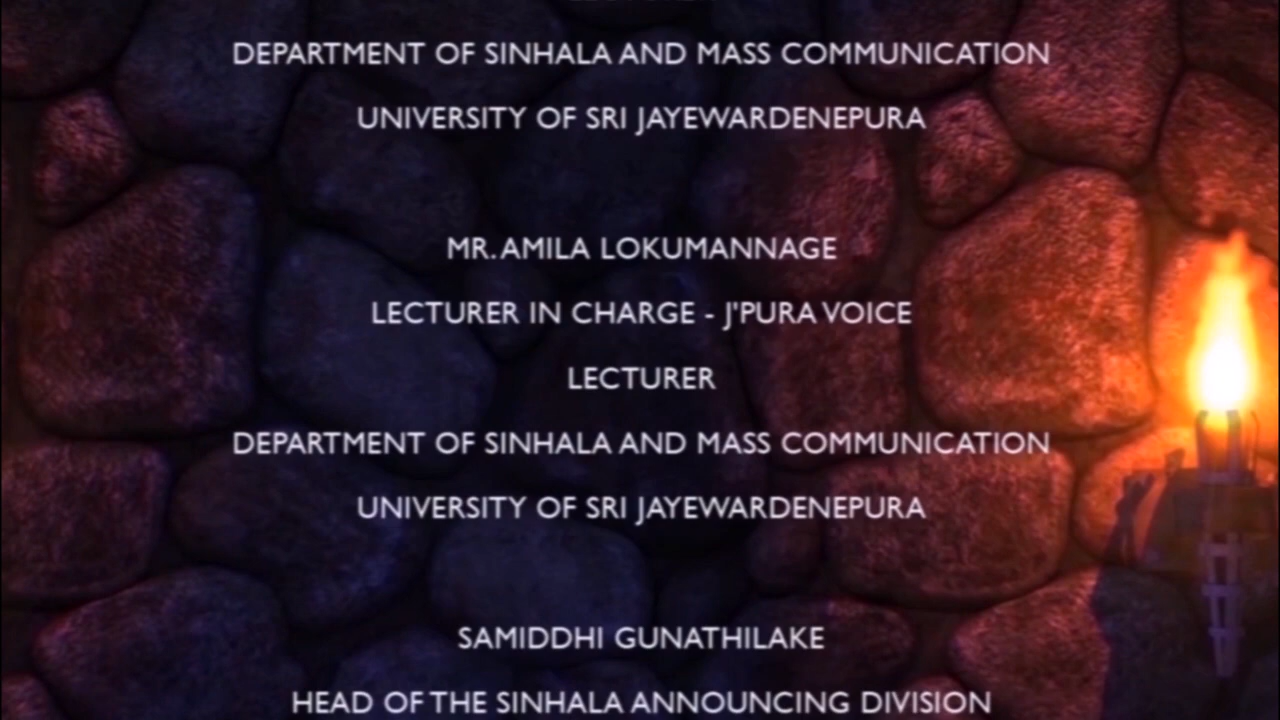 DEPARTMENT OF SINHALA AND MASS COMMUNICATION
UNIVERSITY OF SRI JAYEWARDENEPURA
MR. AMILA LOKUMANNAGE
LECTURER IN CHARGE - J'PURA VOICE
LECTURER
DEPARTMENT OF SINHALA AND MASS COMMUNICATION
UNIVERSITY OF SRI JAYEWARDENEPURA
SAMIDDHI GUNATHILAKE
HEAD OF THE SINHALA ANNOUNCING DIVISION